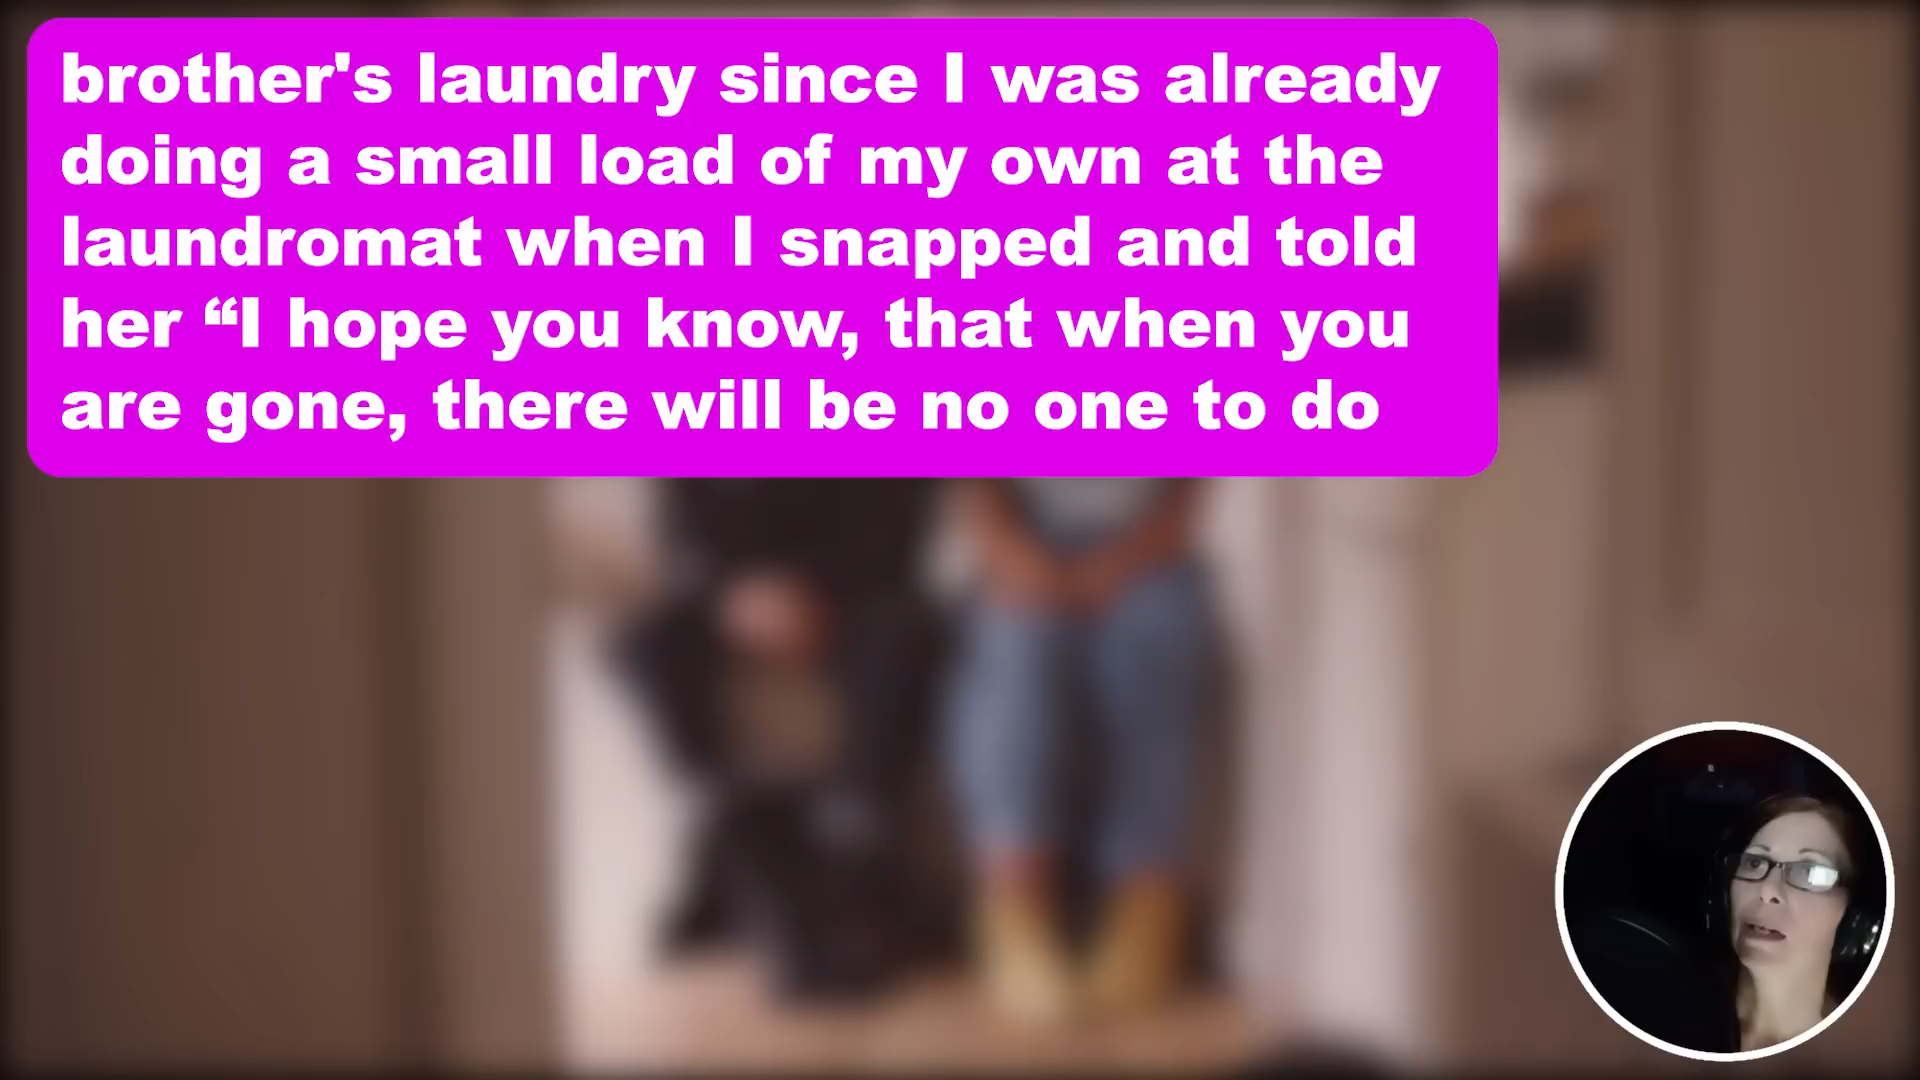 brother's laundry since I was already
doing a small load of my own at the
laundromat when I snapped and told
her “I hope you know, that when you
are gone, there will be no one to do